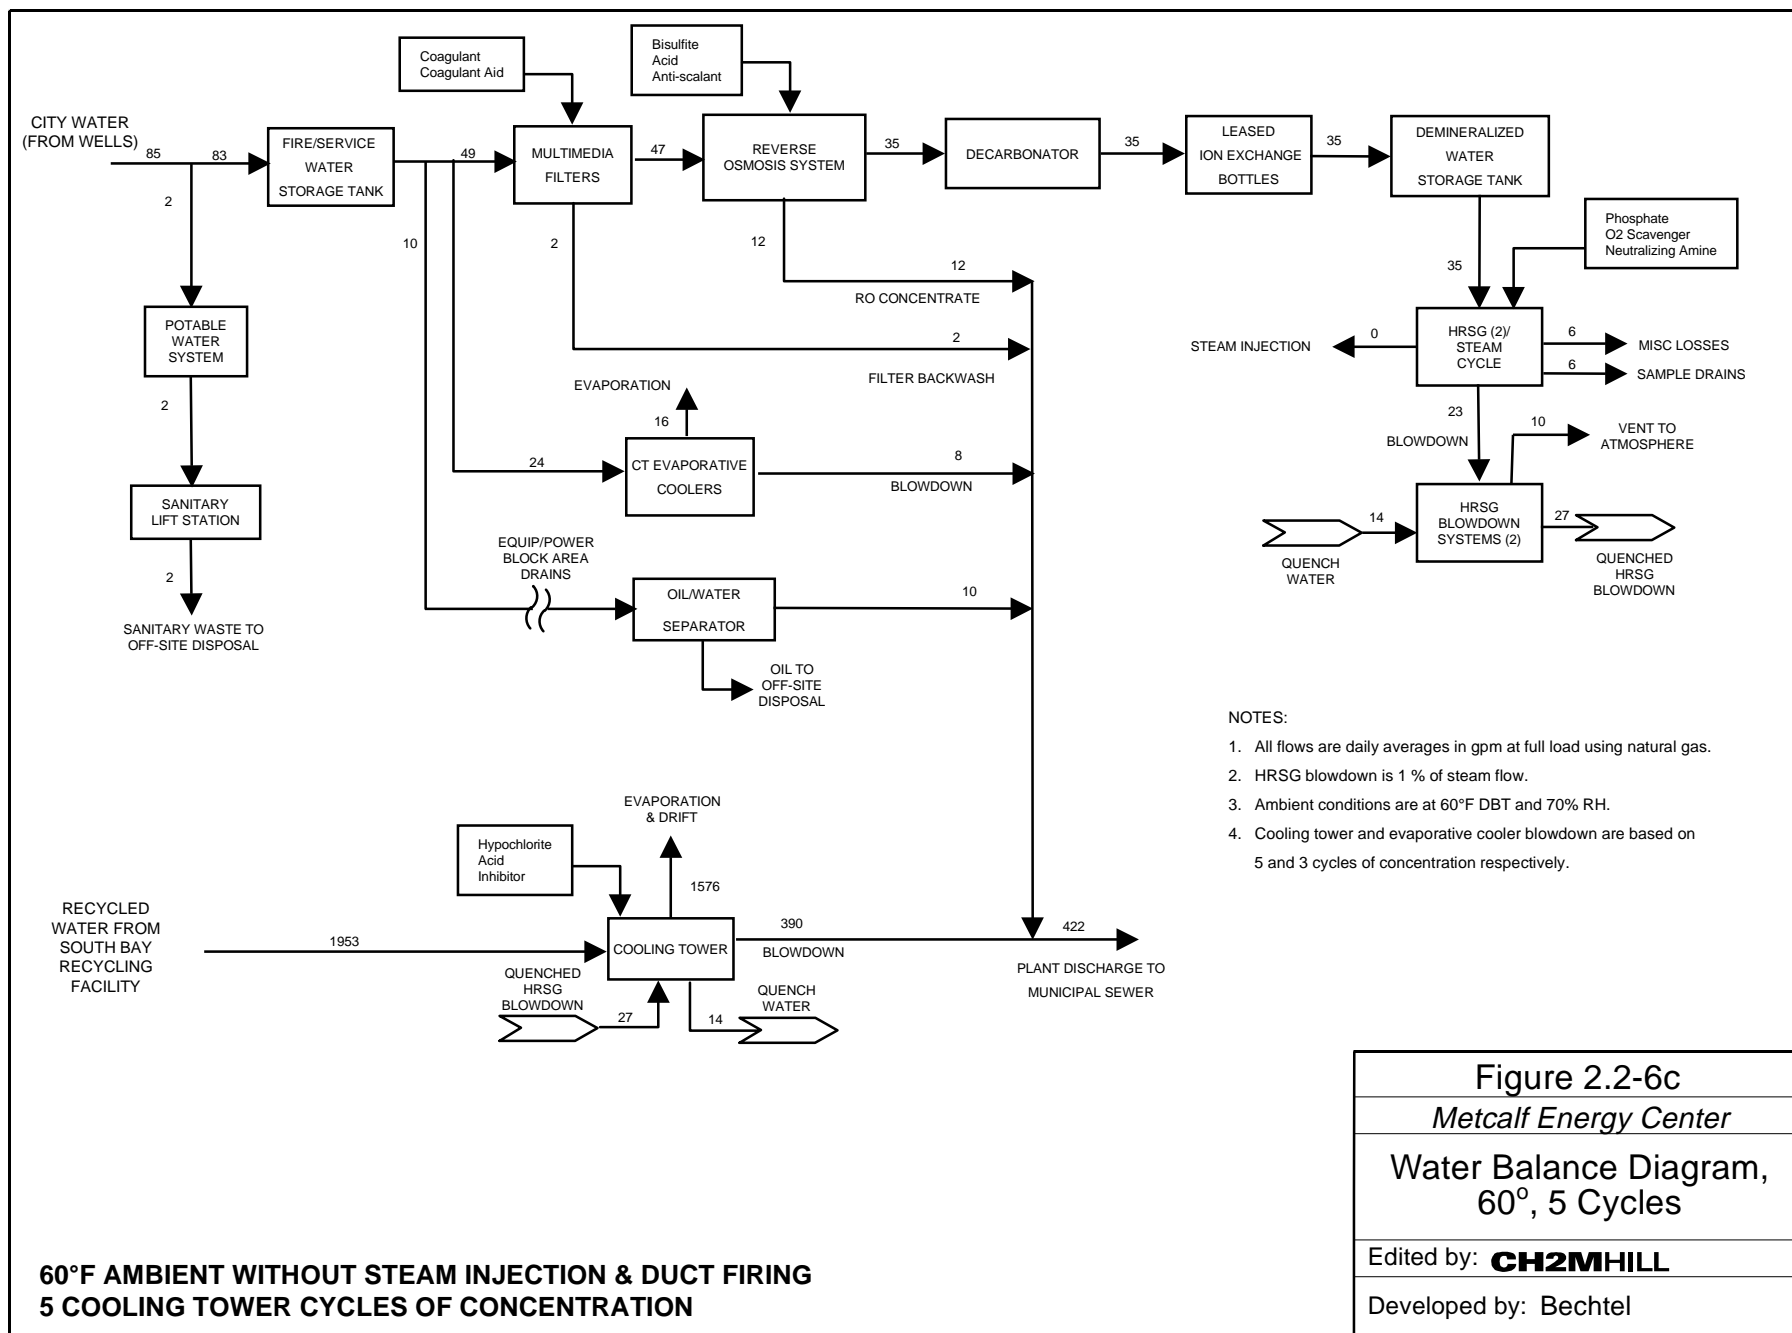 Coagulant
Coagulant Aid
Bisulfite
Acid
Anti-scalant
CITY WATER
(FROM WELLS)
85
83
FIRE/SERVICE
WATER
STORAGE TANK
49
MULTIMEDIA
FILTERS
47
REVERSE
OSMOSIS SYSTEM
35
DECARBONATOR
35
LEASED
ION EXCHANGE
BOTTLES
35
DEMINERALIZED
WATER
STORAGE TANK
2
10
2
12
Phosphate
O2 Scavenger
Neutralizing Amine
35
12
RO CONCENTRATE
POTABLE
WATER
SYSTEM
2
FILTER BACKWASH
STEAM INJECTION
0
HRSG (2)/
STEAM
CYCLE
6
MISC LOSSES
6
SAMPLE DRAINS
2
EVAPORATION
16
23
BLOWDOWN
10
VENT TO
ATMOSPHERE
24
CT EVAPORATIVE
COOLERS
8
BLOWDOWN
SANITARY
LIFT STATION
14
QUENCH
WATER
HRSG
BLOWDOWN
SYSTEMS (2)
27
QUENCHED
HRSG
BLOWDOWN
2
SANITARY WASTE TO
OFF-SITE DISPOSAL
EQUIP/POWER
BLOCK AREA
DRAINS
OIL/WATER
SEPARATOR
10
OIL TO
OFF-SITE
DISPOSAL
NOTES:
1. All flows are daily averages in gpm at full load using natural gas.
2. HRSG blowdown is 1 % of steam flow.
3. Ambient conditions are at 60°F DBT and 70% RH.
4. Cooling tower and evaporative cooler blowdown are based on
5 and 3 cycles of concentration respectively.
EVAPORATION
& DRIFT
Hypochlorite
Acid
Inhibitor
1576
RECYCLED
WATER FROM
SOUTH BAY
RECYCLING
FACILITY
1953
COOLING TOWER
390
BLOWDOWN
422
PLANT DISCHARGE TO
MUNICIPAL SEWER
QUENCHED
HRSG
BLOWDOWN
27
14
QUENCH
WATER
Figure 2.2-6c
Metcalf Energy Center
Water Balance Diagram,
60°, 5 Cycles
Edited by: CH2MHILL
Developed by: Bechtel
60°F AMBIENT WITHOUT STEAM INJECTION & DUCT FIRING
5 COOLING TOWER CYCLES OF CONCENTRATION